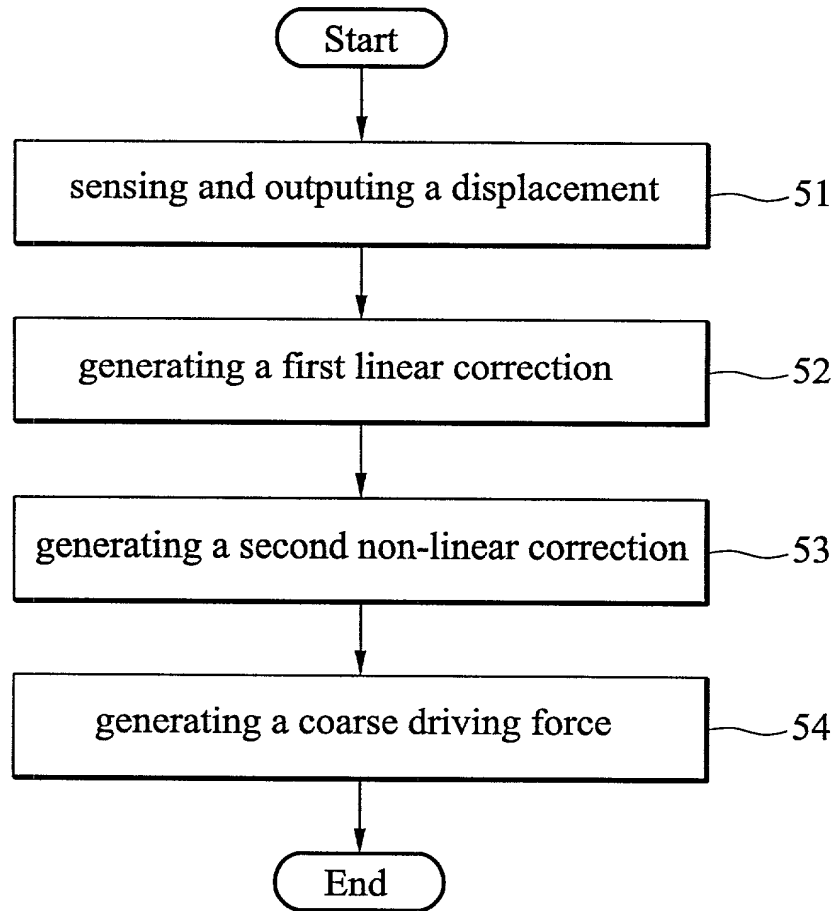 Start
sensing and outputing a displacement
51
generating a first linear correction
52
generating a second non-linear correction
53
generating a coarse driving force
54
End